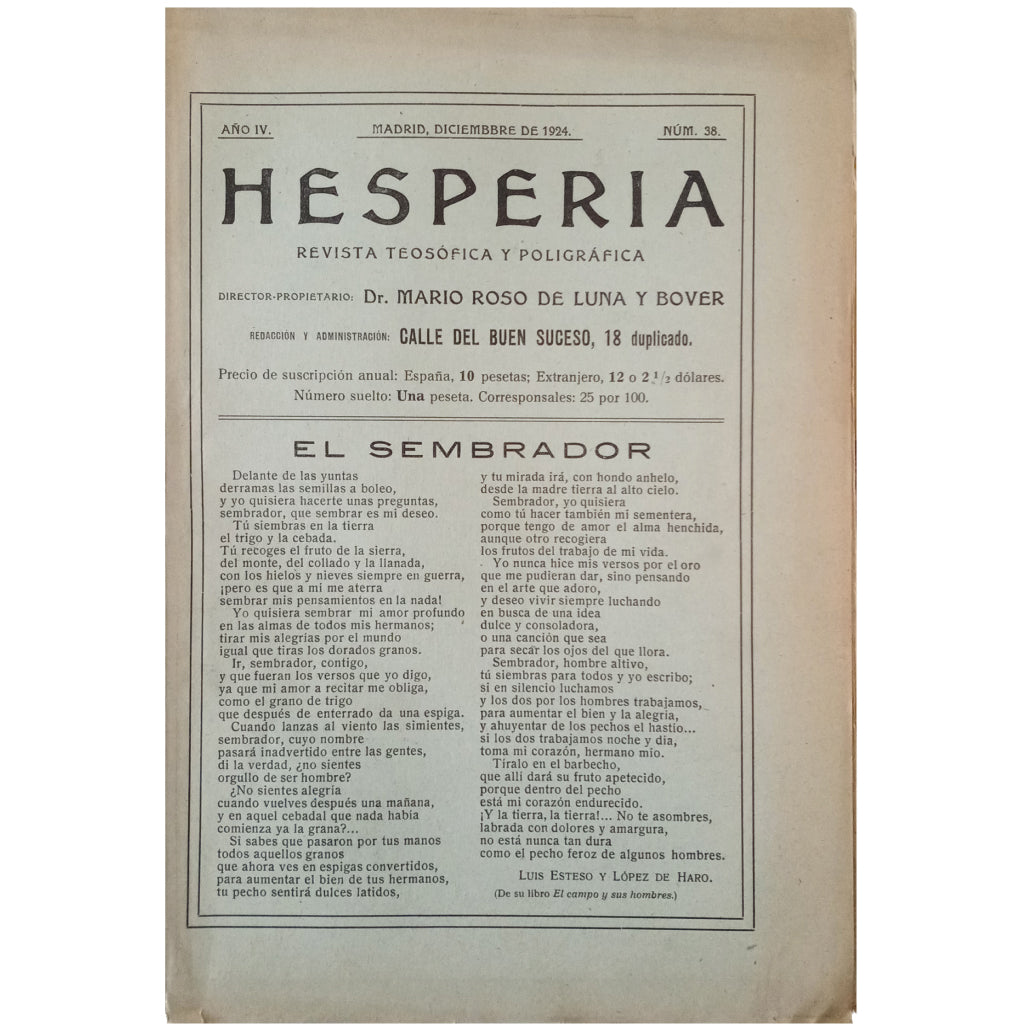 AÑO IV.
MADRID, DICIEMBBRE DE 1924.
NÚM. 38.
HESPERIA
REVISTA TEOSÓFICA Y POLIGRÁFICA
DIRECTOR-PROPIETARIO: Dr. MARIO ROSO DE LUNA Y BOVER
REDACCIÓN Y ADMINISTRACIÓN: CALLE DEL BUEN SUCESO, 18 duplicado.
Precio de suscripción anual: España, 10 pesetas; Extranjero, 12 o 2 1/2 dólares.
Número suelto: Una peseta. Corresponsales: 25 por 100.
EL SEMBRADOR
Delante de las yuntas
derramas las semillas a boleo,
y yo quisiera hacerte unas preguntas,
sembrador, que sembrar es mi deseo.
Tú siembras en la tierra
el trigo y la cebada.
Tú recoges el fruto de la sierra,
del monte, del collado y la llanada,
con los hielos y nieves siempre en guerra,
¡pero es que a mí me aterra
sembrar mis pensamientos en la nada!
Yo quisiera sembrar mi amor profundo
en las almas de todos mis hermanos;
tirar mis alegrías por el mundo
igual que tiras los dorados granos.
Ir, sembrador, contigo,
y que fueran los versos que yo digo,
ya que mi amor a recitar me obliga,
como el grano de trigo
que después de enterrado da una espiga.
Cuando lanzas al viento las simientes,
sembrador, cuyo nombre
pasará inadvertido entre las gentes,
di la verdad, ¿no sientes
orgullo de ser hombre?
¿No sientes alegría
cuando vuelves después una mañana,
y en aquel cebadal que nada había
comienza ya la grana?...
Si sabes que pasaron por tus manos
todos aquellos granos
que ahora ves en espigas convertidos,
para aumentar el bien de tus hermanos,
tu pecho sentirá dulces latidos,
y tu mirada irá, con hondo anhelo,
desde la madre tierra al alto cielo.
Sembrador, yo quisiera
como tú hacer también mi sementera,
porque tengo de amor el alma henchida,
aunque otro recogiera
los frutos del trabajo de mi vida.
Yo nunca hice mis versos por el oro
que me pudieran dar, sino pensando
en el arte que adoro,
y deseo vivir siempre luchando
en busca de una idea
dulce y consoladora,
o una canción que sea
para secar los ojos del que llora.
Sembrador, hombre altivo,
tú siembras para todos y yo escribo;
si en silencio luchamos
y los dos por los hombres trabajamos,
para aumentar el bien y la alegría,
y ahuyentar de los pechos el hastío...
si los dos trabajamos noche y día,
toma mi corazón, hermano mío.
Tíralo en el barbecho,
que allí dará su fruto apetecido,
porque dentro del pecho
está mi corazón endurecido.
¡Y la tierra, la tierra!... No te asombres,
labrada con dolores y amargura,
no está nunca tan dura
como el pecho feroz de algunos hombres.
LUIS ESTESO Y LÓPEZ DE HARO.
(De su libro El campo y sus hombres.)